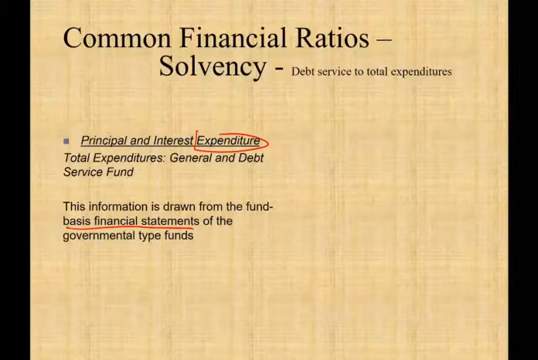 Common Financial Ratios –
Solvency - Debt service to total expenditures
Principal and Interest Expenditure
Total Expenditures: General and Debt
Service Fund
This information is drawn from the fund-
basis financial statements of the
governmental type funds